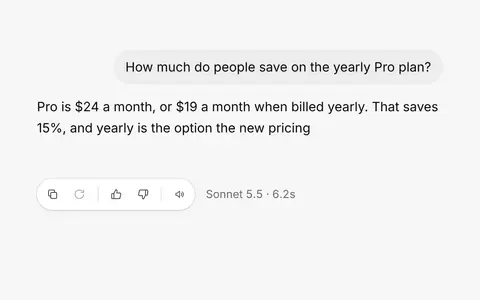 How much do people save on the yearly Pro plan?
Pro is $24 a month, or $19 a month when billed yearly. That saves
15%, and yearly is the option the new pricing
Sonnet 5.5 · 6.2s